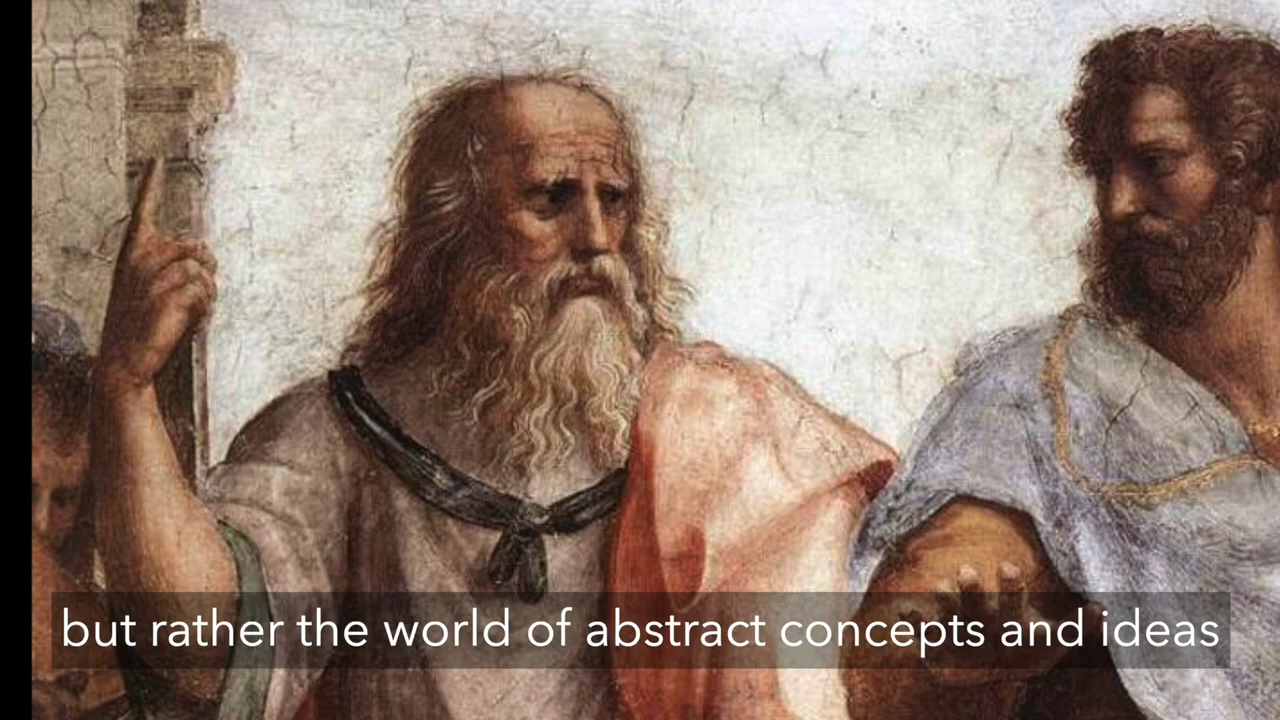 but rather the world of abstract concepts and ideas